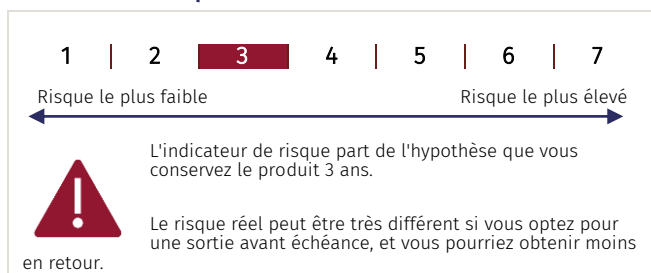 1 | 2 | 3 | 4 | 5 | 6 | 7
Risque le plus faible Risque le plus élevé
L'indicateur de risque part de l'hypothèse que vous
conservez le produit 3 ans.
Le risque réel peut être très différent si vous optez pour
une sortie avant échéance, et vous pourriez obtenir moins
en retour.